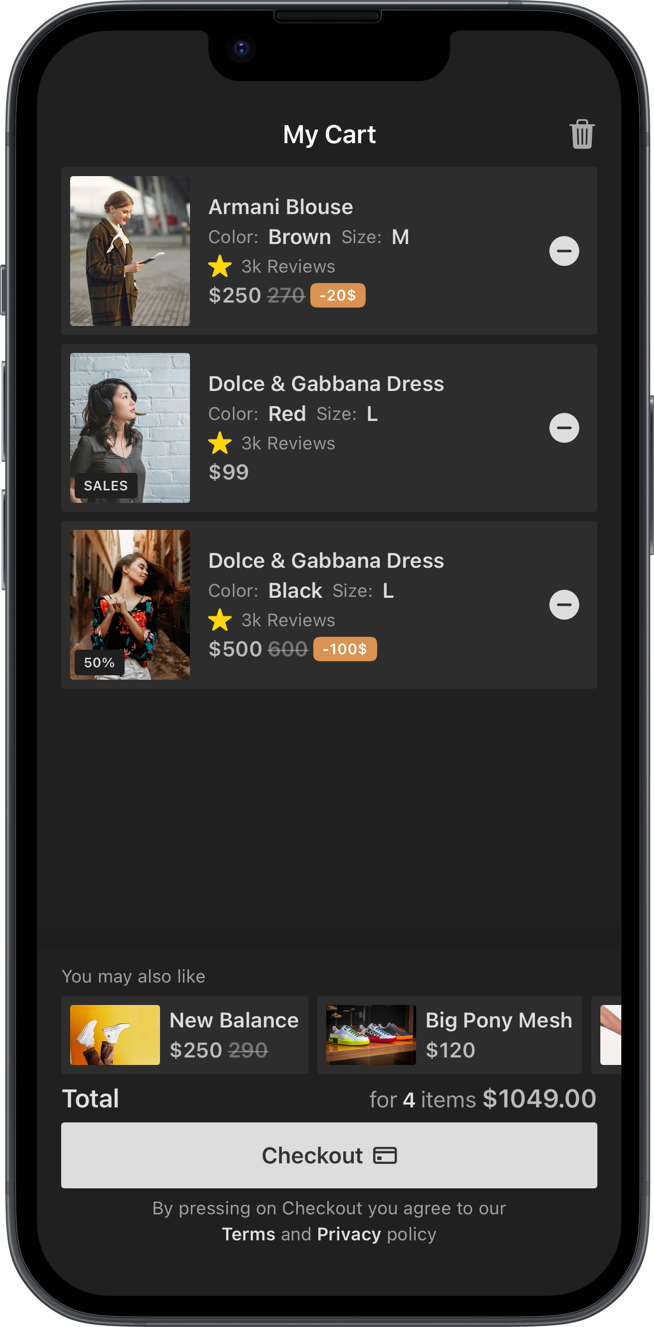 My Cart
Armani Blouse
Color: Brown Size: M
3k Reviews
$250 270 -20$
Dolce & Gabbana Dress
Color: Red Size: L
3k Reviews
$99
SALES
Dolce & Gabbana Dress
Color: Black Size: L
3k Reviews
$500 600 -100$
50%
You may also like
New Balance
$250 290
Big Pony Mesh
$120
Total for 4 items $1049.00
Checkout
By pressing on Checkout you agree to our
Terms and Privacy policy